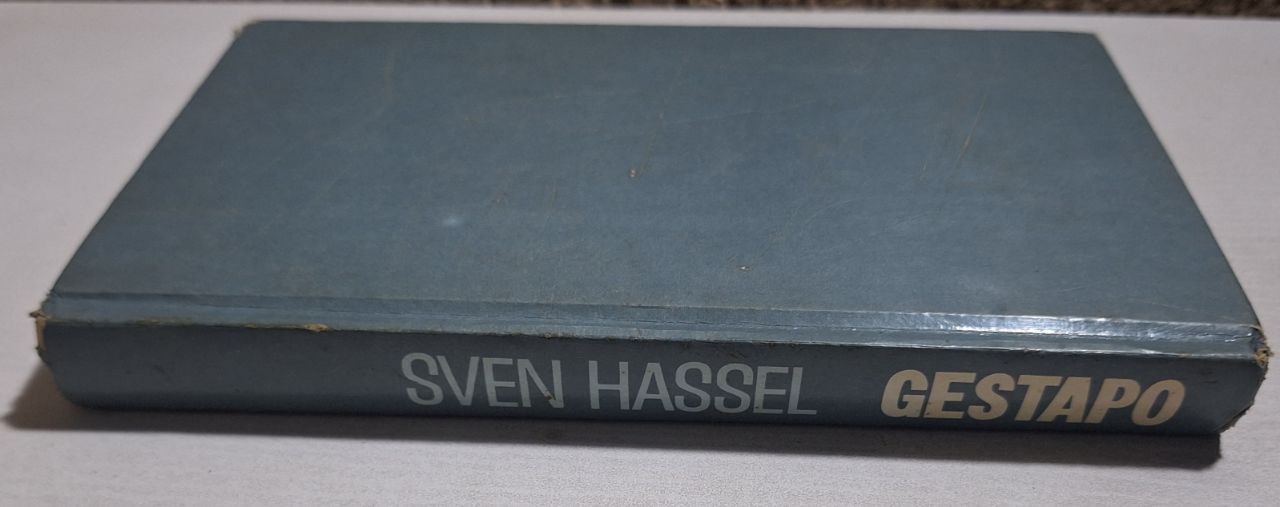 SVEN HASSEL GESTAPO